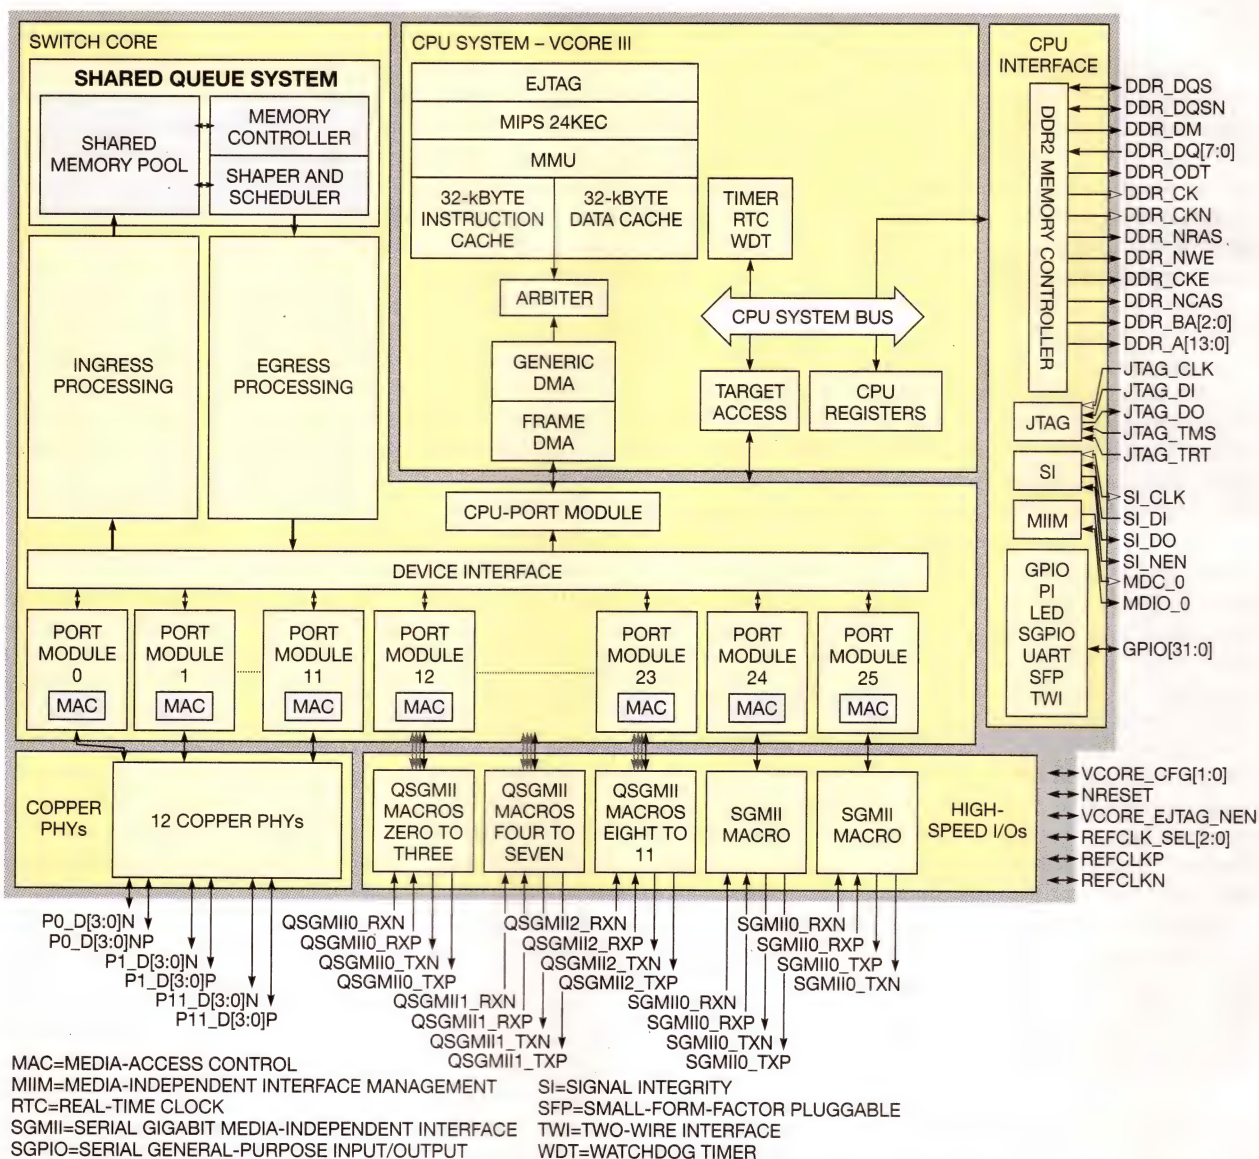 SWITCH CORE
SHARED QUEUE SYSTEM
SHARED
MEMORY POOL
MEMORY
CONTROLLER
SHAPER AND
SCHEDULER
INGRESS
PROCESSING
EGRESS
PROCESSING
CPU SYSTEM – VCORE III
EJTAG
MIPS 24KEC
MMU
32-kBYTE
INSTRUCTION
CACHE
32-kBYTE
DATA CACHE
TIMER
RTC
WDT
ARBITER
CPU SYSTEM BUS
GENERIC
DMA
FRAME
DMA
TARGET
ACCESS
CPU
REGISTERS
CPU
INTERFACE
DDR2 MEMORY CONTROLLER
JTAG
SI
MIIM
GPIO
PI
LED
SGPIO
UART
SFP
TWI
DDR_DQS
DDR_DQSN
DDR_DM
DDR_DQ[7:0]
DDR_ODT
DDR_CK
DDR_CKN
DDR_NRAS
DDR_NWE
DDR_CKE
DDR_NCAS
DDR_BA[2:0]
DDR_A[13:0]
JTAG_CLK
JTAG_DI
JTAG_DO
JTAG_TMS
JTAG_TRT
SI_CLK
SI_DI
SI_DO
SI_NEN
MDC_0
MDIO_0
GPIO[31:0]
CPU-PORT MODULE
DEVICE INTERFACE
PORT
MODULE
0
MAC
PORT
MODULE
1
MAC
PORT
MODULE
11
MAC
PORT
MODULE
12
MAC
PORT
MODULE
23
MAC
PORT
MODULE
24
MAC
PORT
MODULE
25
MAC
COPPER
PHYs
12 COPPER PHYs
QSGMII
MACROS
ZERO TO
THREE
QSGMII
MACROS
FOUR TO
SEVEN
QSGMII
MACROS
EIGHT TO
11
SGMII
MACRO
SGMII
MACRO
HIGH-
SPEED I/Os
VCORE_CFG[1:0]
NRESET
VCORE_EJTAG_NEN
REFCLK_SEL[2:0]
REFCLKP
REFCLKN
P0_D[3:0]N
P0_D[3:0]NP
P1_D[3:0]N
P1_D[3:0]P
P11_D[3:0]N
P11_D[3:0]P
QSGMII0_RXN
QSGMII0_RXP
QSGMII0_TXN
QSGMII0_TXP
QSGMII1_RXN
QSGMII1_RXP
QSGMII1_TXN
QSGMII1_TXP
QSGMII2_RXN
QSGMII2_RXP
QSGMII2_TXN
QSGMII2_TXP
SGMII0_RXN
SGMII0_RXP
SGMII0_TXN
SGMII0_TXP
SGMII0_RXN
SGMII0_RXP
SGMII0_TXP
SGMII0_TXN
MAC=MEDIA-ACCESS CONTROL
MIIM=MEDIA-INDEPENDENT INTERFACE MANAGEMENT
RTC=REAL-TIME CLOCK
SGMII=SERIAL GIGABIT MEDIA-INDEPENDENT INTERFACE
SGPIO=SERIAL GENERAL-PURPOSE INPUT/OUTPUT
SI=SIGNAL INTEGRITY
SFP=SMALL-FORM-FACTOR PLUGGABLE
TWI=TWO-WIRE INTERFACE
WDT=WATCHDOG TIMER